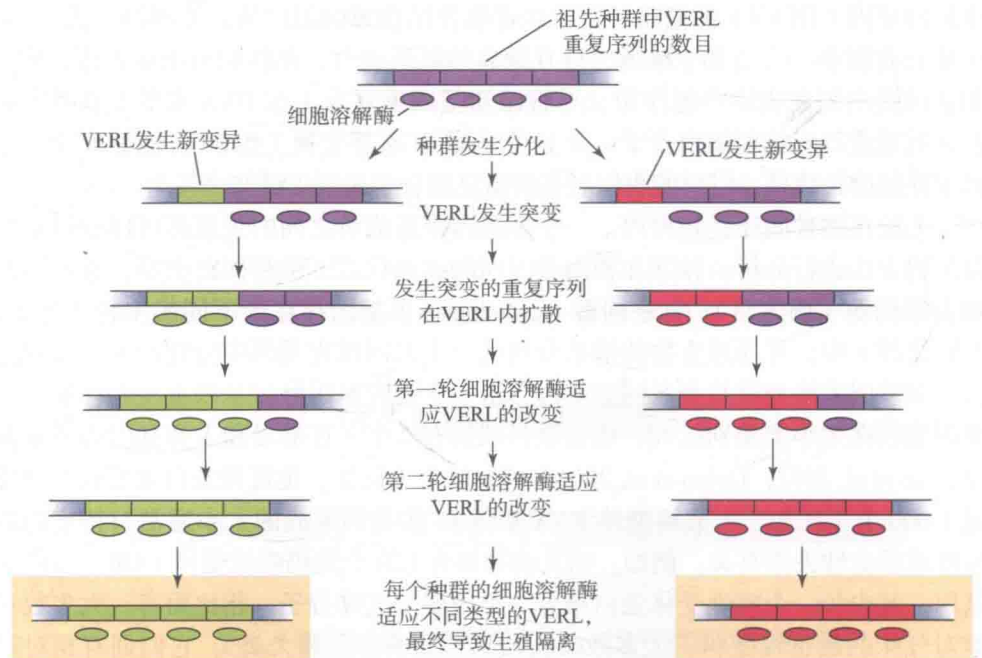 祖先种群中VERL
重复序列的数目
细胞溶解酶
VERL发生新变异
种群发生分化
VERL发生新变异
VERL发生突变
发生突变的重复序列
在VERL内扩散
第一轮细胞溶解酶适
应VERL的改变
第二轮细胞溶解酶适应
VERL的改变
每个种群的细胞溶解酶
适应不同类型的VERL，
最终导致生殖隔离